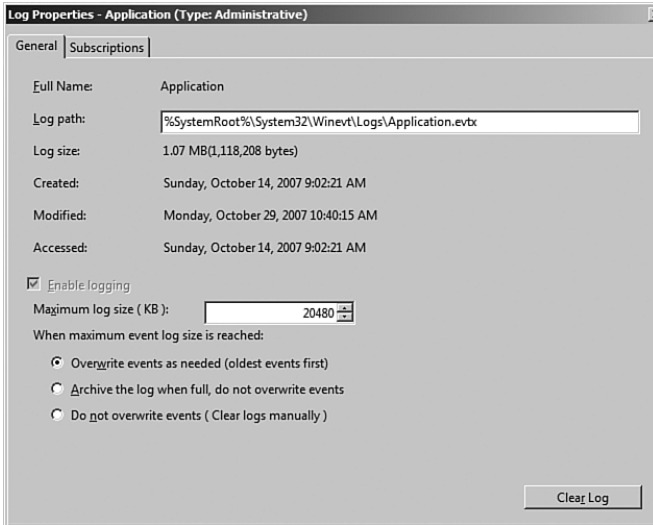 Log Properties - Application (Type: Administrative)
General Subscriptions
Full Name: Application
Log path: %SystemRoot%\System32\Winevt\Logs\Application.evtx
Log size: 1.07 MB(1,118,208 bytes)
Created: Sunday, October 14, 2007 9:02:21 AM
Modified: Monday, October 29, 2007 10:40:15 AM
Accessed: Sunday, October 14, 2007 9:02:21 AM
Enable logging
Maximum log size ( KB ): 20480
When maximum event log size is reached:
Overwrite events as needed (oldest events first)
Archive the log when full, do not overwrite events
Do not overwrite events ( Clear logs manually )
Clear Log